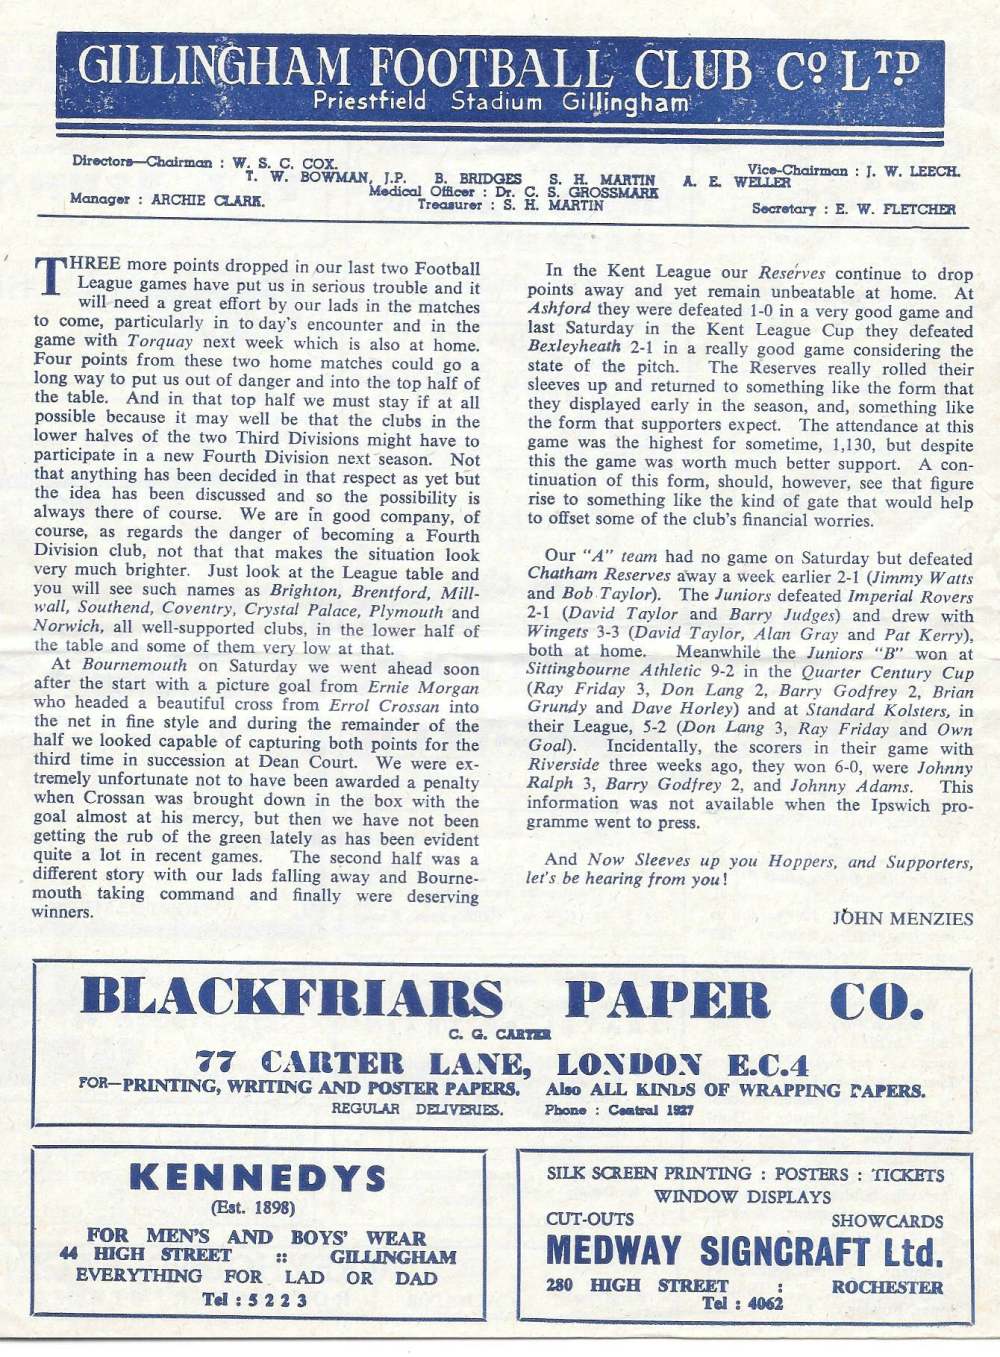 GILLINGHAM FOOTBALL CLUB Co LTD
Priestfield Stadium Gillingham
Directors—Chairman : W. S. C. COX. Vice-Chairman : J. W. LEECH.
T. W. BOWMAN, J.P. B. BRIDGES S. H. MARTIN A. E. WELLER
Medical Officer : Dr. C. S. GROSSMARK
Manager : ARCHIE CLARK. Treasurer : S. H. MARTIN Secretary : E. W. FLETCHER
THREE more points dropped in our last two Football
League games have put us in serious trouble and it
will need a great effort by our lads in the matches
to come, particularly in to day's encounter and in the
game with Torquay next week which is also at home.
Four points from these two home matches could go a
long way to put us out of danger and into the top half of
the table. And in that top half we must stay if at all
possible because it may well be that the clubs in the
lower halves of the two Third Divisions might have to
participate in a new Fourth Division next season. Not
that anything has been decided in that respect as yet but
the idea has been discussed and so the possibility is
always there of course. We are in good company, of
course, as regards the danger of becoming a Fourth
Division club, not that that makes the situation look
very much brighter. Just look at the League table and
you will see such names as Brighton, Brentford, Mill-
wall, Southend, Coventry, Crystal Palace, Plymouth and
Norwich, all well-supported clubs, in the lower half of
the table and some of them very low at that.
At Bournemouth on Saturday we went ahead soon
after the start with a picture goal from Ernie Morgan
who headed a beautiful cross from Errol Crossan into
the net in fine style and during the remainder of the
half we looked capable of capturing both points for the
third time in succession at Dean Court. We were ex-
tremely unfortunate not to have been awarded a penalty
when Crossan was brought down in the box with the
goal almost at his mercy, but then we have not been
getting the rub of the green lately as has been evident
quite a lot in recent games. The second half was a
different story with our lads falling away and Bourne-
mouth taking command and finally were deserving
winners.
In the Kent League our Reserves continue to drop
points away and yet remain unbeatable at home. At
Ashford they were defeated 1-0 in a very good game and
last Saturday in the Kent League Cup they defeated
Bexleyheath 2-1 in a really good game considering the
state of the pitch. The Reserves really rolled their
sleeves up and returned to something like the form that
they displayed early in the season, and, something like
the form that supporters expect. The attendance at this
game was the highest for sometime, 1,130, but despite
this the game was worth much better support. A con-
tinuation of this form, should, however, see that figure
rise to something like the kind of gate that would help
to offset some of the club's financial worries.
Our "A" team had no game on Saturday but defeated
Chatham Reserves away a week earlier 2-1 (Jimmy Watts
and Bob Taylor). The Juniors defeated Imperial Rovers
2-1 (David Taylor and Barry Judges) and drew with
Wingets 3-3 (David Taylor, Alan Gray and Pat Kerry),
both at home. Meanwhile the Juniors "B" won at
Sittingbourne Athletic 9-2 in the Quarter Century Cup
(Ray Friday 3, Don Lang 2, Barry Godfrey 2, Brian
Grundy and Dave Horley) and at Standard Kolsters, in
their League, 5-2 (Don Lang 3, Ray Friday and Own
Goal). Incidentally, the scorers in their game with
Riverside three weeks ago, they won 6-0, were Johnny
Ralph 3, Barry Godfrey 2, and Johnny Adams. This
information was not available when the Ipswich pro-
gramme went to press.
And Now Sleeves up you Hoppers, and Supporters,
let's be hearing from you!
JOHN MENZIES
BLACKFRIARS PAPER CO.
C. G. CARTER
77 CARTER LANE, LONDON E.C.4
FOR—PRINTING, WRITING AND POSTER PAPERS. Also ALL KINDS OF WRAPPING PAPERS.
REGULAR DELIVERIES. Phone : Central 1927
KENNEDYS
(Est. 1898)
FOR MEN'S AND BOYS' WEAR
44 HIGH STREET :: GILLINGHAM
EVERYTHING FOR LAD OR DAD
Tel : 5 2 2 3
SILK SCREEN PRINTING : POSTERS : TICKETS
WINDOW DISPLAYS
CUT-OUTS SHOWCARDS
MEDWAY SIGNCRAFT Ltd.
280 HIGH STREET : ROCHESTER
Tel : 4062